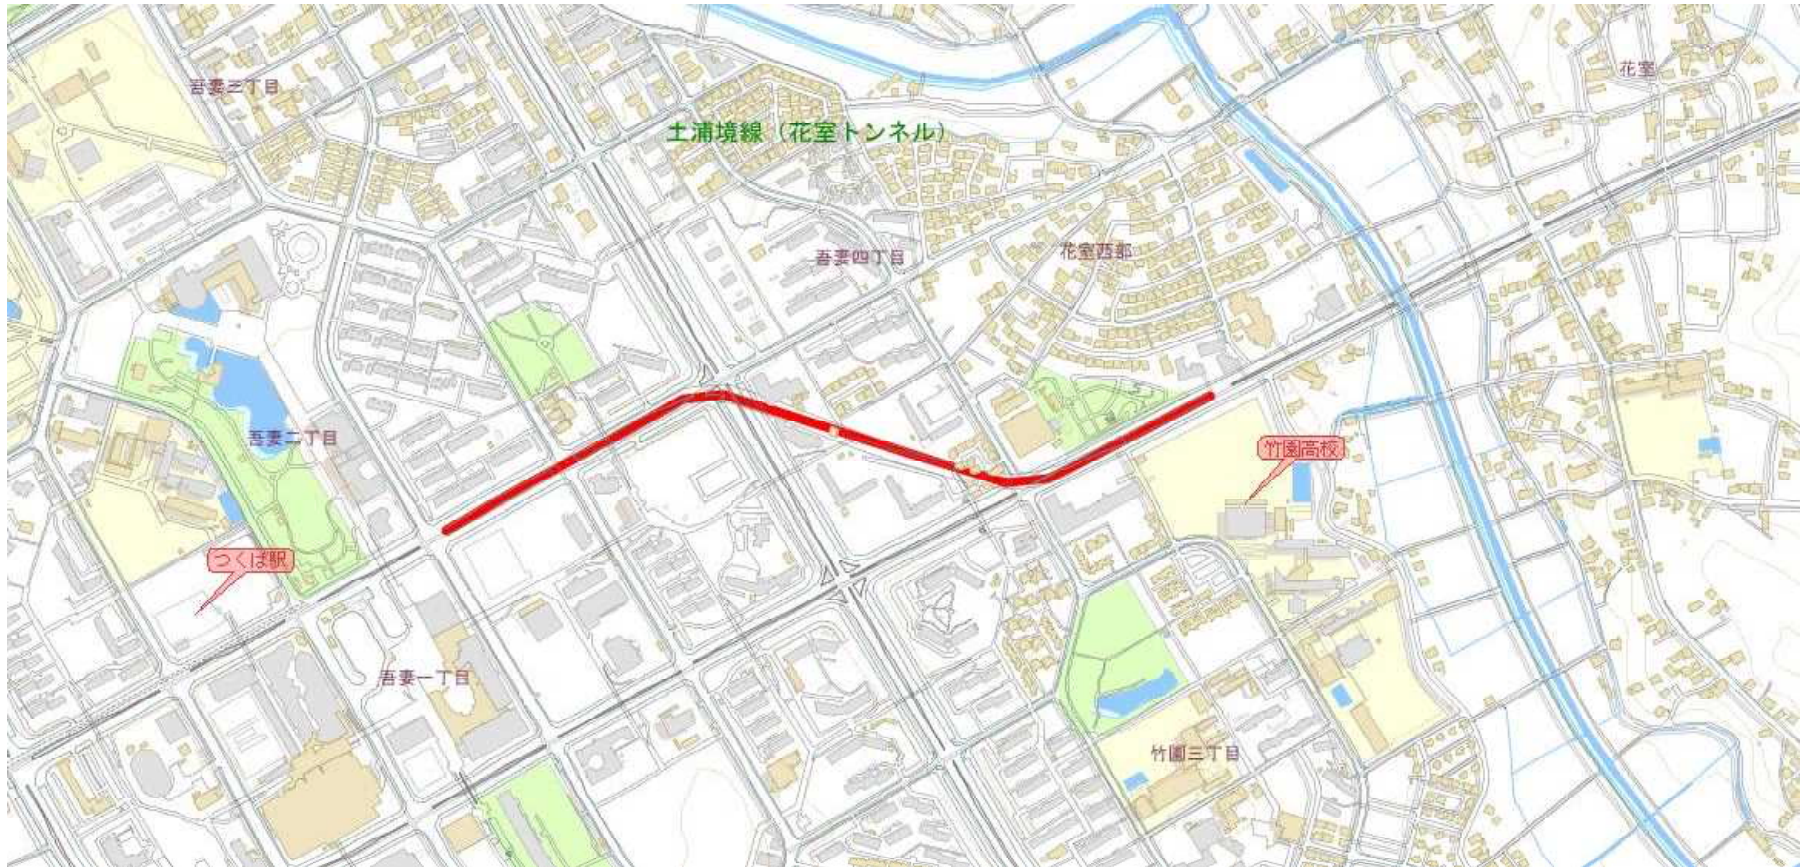 花室
吾妻三丁目
土浦境線（花室トンネル）
吾妻四丁目
花室西部
吾妻二丁目
竹園高校
つくば駅
吾妻一丁目
竹園三丁目